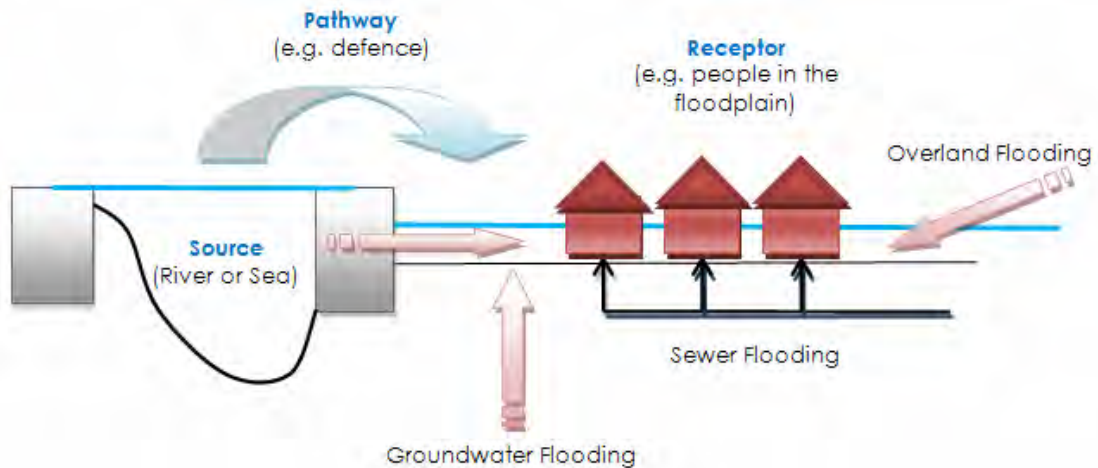 Pathway
(e.g. defence)
Receptor
(e.g. people in the
floodplain)
Overland Flooding
Source
(River or Sea)
Sewer Flooding
Groundwater Flooding